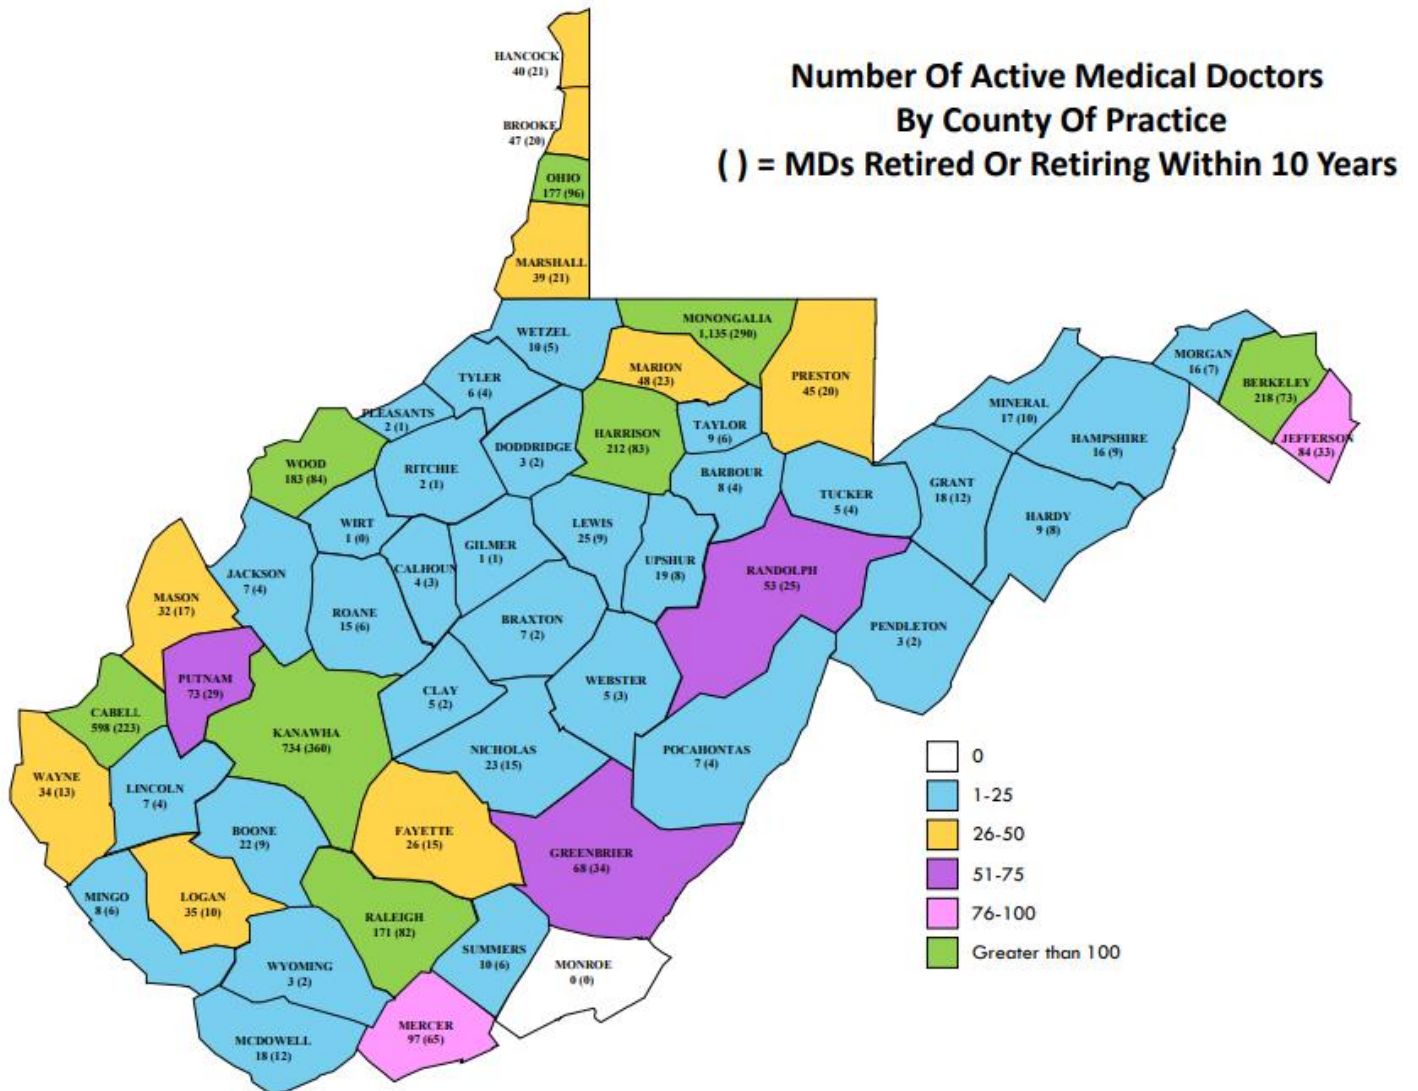 Number Of Active Medical Doctors
By County Of Practice
( ) = MDs Retired Or Retiring Within 10 Years
HANCOCK
40 (21)
BROOKE
47 (20)
OHIO
177 (96)
MARSHALL
39 (21)
WETZEL
10 (5)
MONONGALIA
1,135 (290)
MARION
48 (23)
PRESTON
45 (20)
TYLER
6 (4)
PLEASANTS
2 (1)
DODDRIDGE
3 (2)
HARRISON
212 (83)
TAYLOR
9 (6)
MINERAL
17 (10)
HAMPSHIRE
16 (9)
MORGAN
16 (7)
BERKELEY
218 (73)
JEFFERSON
84 (33)
WOOD
183 (84)
RITCHIE
2 (1)
BARBOUR
8 (4)
TUCKER
5 (4)
GRANT
18 (12)
HARDY
9 (8)
WIRT
1 (0)
GILMER
1 (1)
LEWIS
25 (9)
UPSHUR
19 (8)
RANDOLPH
53 (25)
JACKSON
7 (4)
CALHOUN
4 (3)
MASON
32 (17)
ROANE
15 (6)
BRAXTON
7 (2)
PENDLETON
3 (2)
PUTNAM
73 (29)
CLAY
5 (2)
WEBSTER
5 (3)
CABELL
598 (223)
KANAWHA
734 (360)
NICHOLAS
23 (15)
POCAHONTAS
7 (4)
WAYNE
34 (13)
LINCOLN
7 (4)
BOONE
22 (9)
FAYETTE
26 (15)
GREENBRIER
68 (34)
MINGO
8 (6)
LOGAN
35 (10)
RALEIGH
171 (82)
SUMMERS
10 (6)
MONROE
0 (0)
WYOMING
3 (2)
MERCER
97 (65)
MCDOWELL
18 (12)
0
1-25
26-50
51-75
76-100
Greater than 100